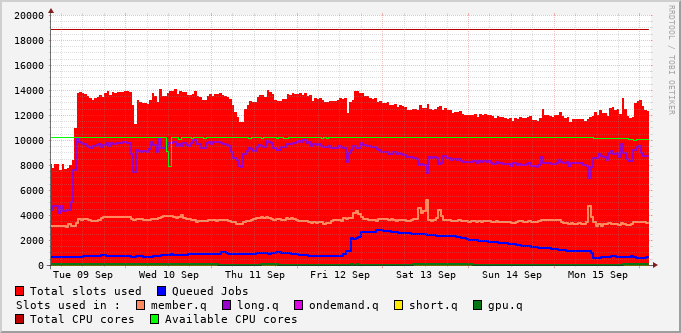 RRDTOOL / TOBI OETIKER
20000
18000
16000
14000
12000
10000
8000
6000
4000
2000
0
Tue 09 Sep Wed 10 Sep Thu 11 Sep Fri 12 Sep Sat 13 Sep Sun 14 Sep Mon 15 Sep
Total slots used Queued Jobs
Slots used in : member.q long.q ondemand.q short.q gpu.q
Total CPU cores Available CPU cores